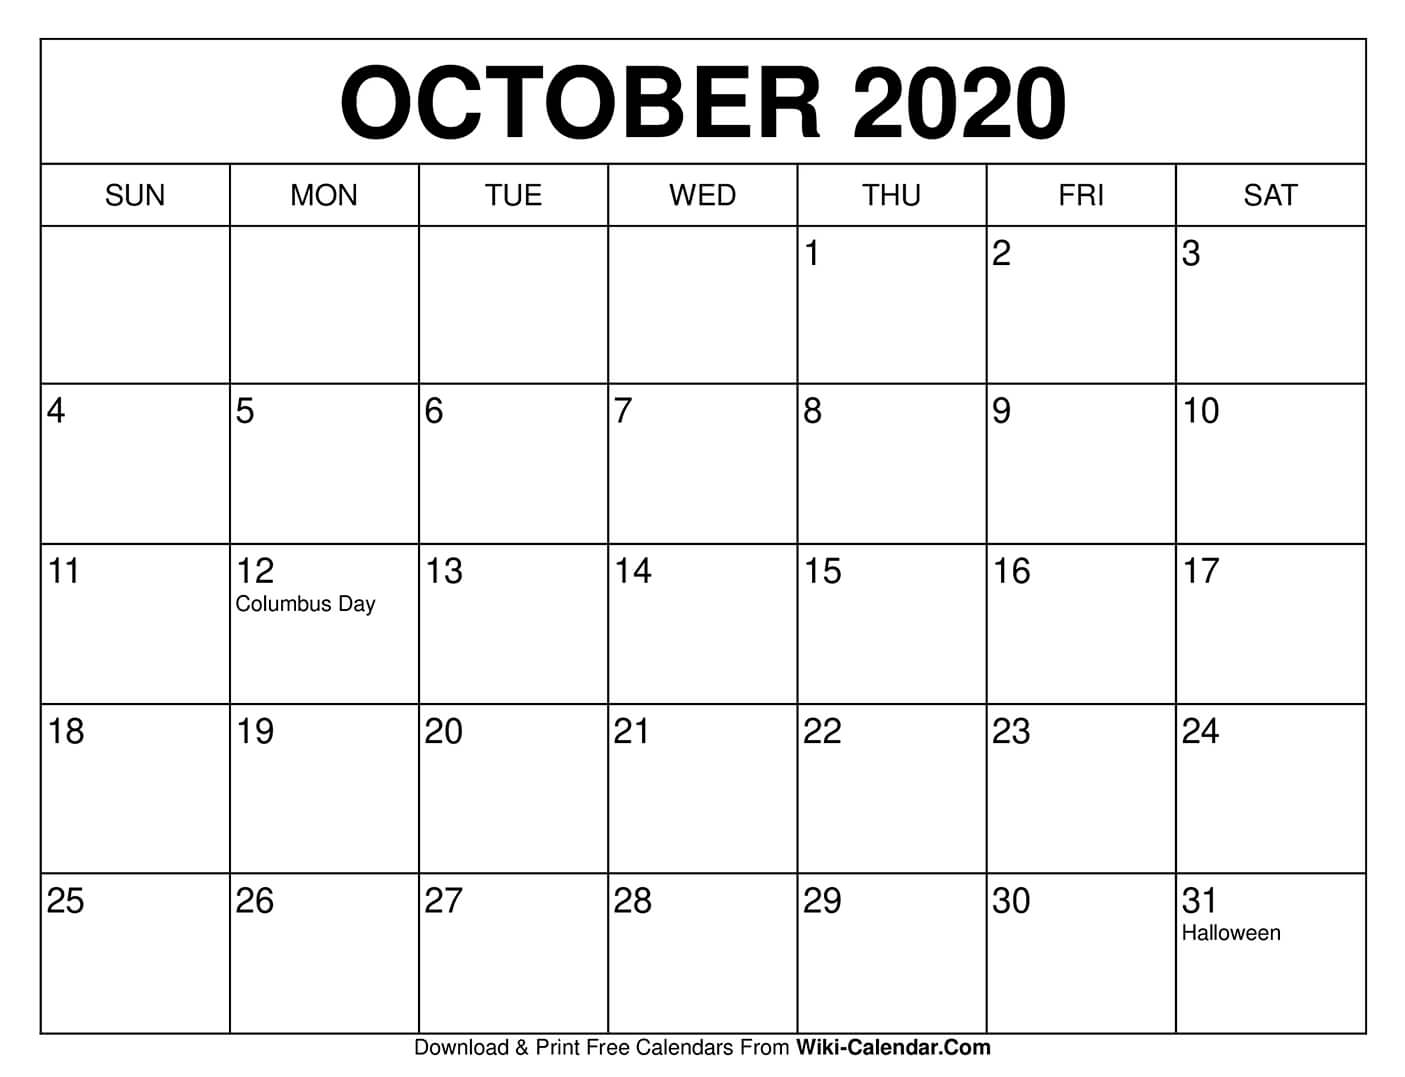 OCTOBER 2020
SUN MON TUE WED THU FRI SAT
1 2 3
4 5 6 7 8 9 10
11 12 13 14 15 16 17
Columbus Day
18 19 20 21 22 23 24
25 26 27 28 29 30 31
Halloween
Download & Print Free Calendars From Wiki-Calendar.Com